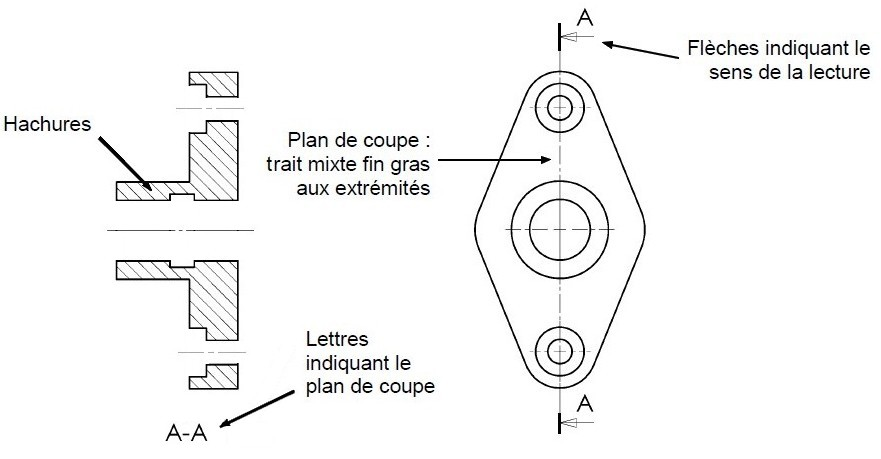 A
Flèches indiquant le
sens de la lecture
Hachures
Plan de coupe :
trait mixte fin gras
aux extrémités
Lettres
indiquant le
plan de coupe
A
A-A